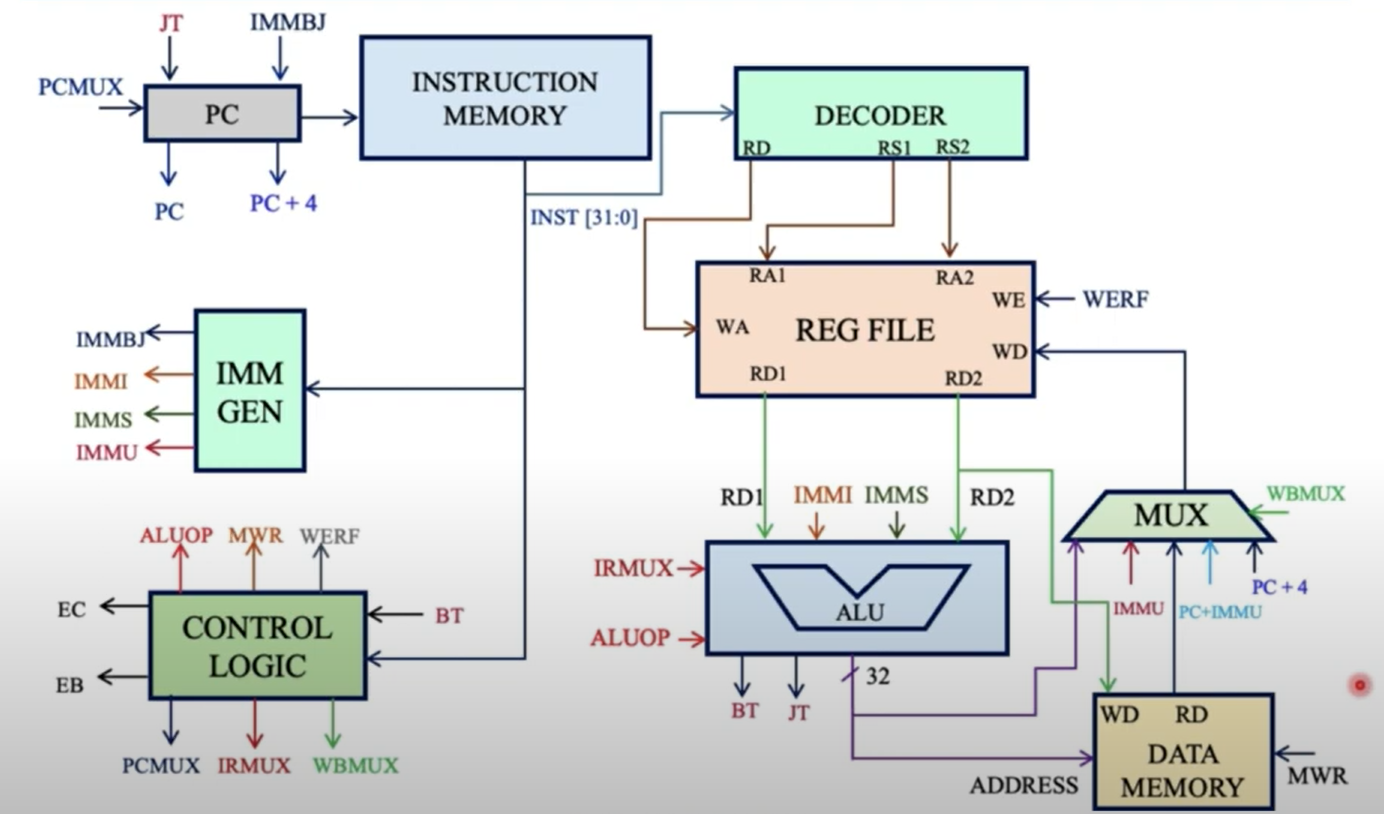 JT
IMMBJ
PCMUX
PC
PC
PC + 4
INSTRUCTION
MEMORY
INST [31:0]
DECODER
RD
RS1
RS2
RA1
RA2
WE
WERF
WA
REG FILE
WD
RD1
RD2
IMMBJ
IMMI
IMMS
IMMU
IMM
GEN
RD1
IMMI
IMMS
RD2
IRMUX
ALUOP
ALU
BT
JT
32
WBMUX
MUX
IMMU
PC+IMMU
PC + 4
ALUOP
MWR
WERF
EC
EB
CONTROL
LOGIC
BT
PCMUX
IRMUX
WBMUX
WD
RD
DATA
MEMORY
ADDRESS
MWR